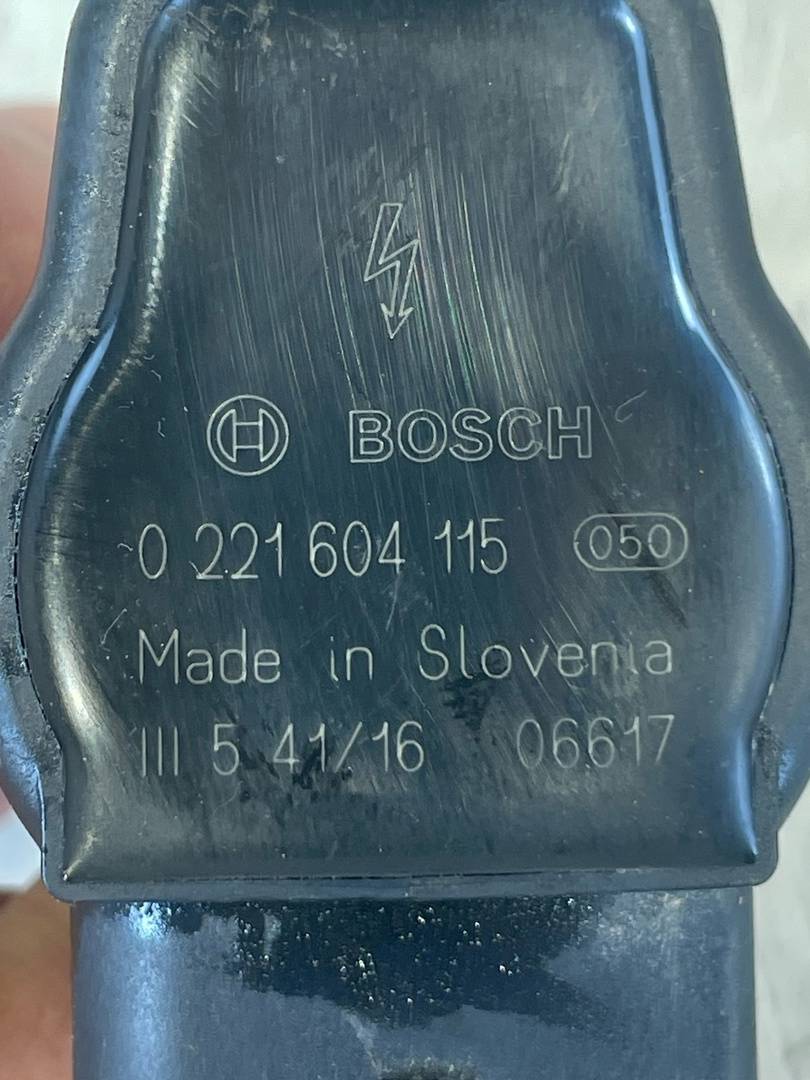 BOSCH
0 221 604 115 050
Made in Slovenia
III 5 41/16 06617